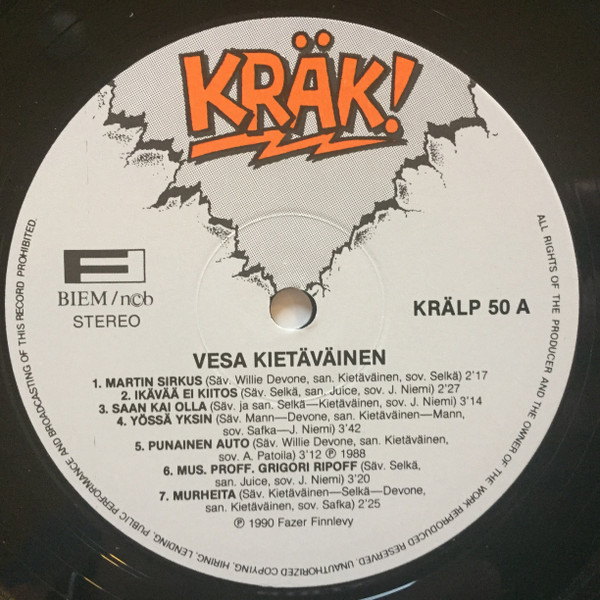 KRÄK!
BIEM/n©b
STEREO
KRÄLP 50 A
VESA KIETÄVÄINEN
1. MARTIN SIRKUS (Säv. Willie Devone, san. Kietäväinen, sov. Selkä) 2'17
2. IKÄVÄÄ EI KIITOS (Säv. Selkä, san. Juice, sov. J. Niemi) 2'27
3. SAAN KAI OLLA (Säv. ja san. Selkä—Kietäväinen, sov. J. Niemi) 3'14
4. YÖSSÄ YKSIN (Säv. Mann—Devone, san. Kietäväinen—Mann,
sov. Safka—J. Niemi) 3'42
5. PUNAINEN AUTO (Säv. Willie Devone, san. Kietäväinen,
sov. A. Patoila) 3'12 ℗ 1988
6. MUS. PROFF. GRIGORI RIPOFF (Säv. Selkä,
san. Juice, sov. J. Niemi) 3'20
7. MURHEITA (Säv. Kietäväinen—Selkä—Devone,
san. Kietäväinen, sov. Safka) 2'25
℗ 1990 Fazer Finnlevy
ALL RIGHTS OF THE PRODUCER AND THE OWNER OF THE WORK REPRODUCED RESERVED. UNAUTHORIZED COPYING, HIRING, LENDING, PUBLIC PERFORMANCE AND BROADCASTING OF THIS RECORD PROHIBITED.